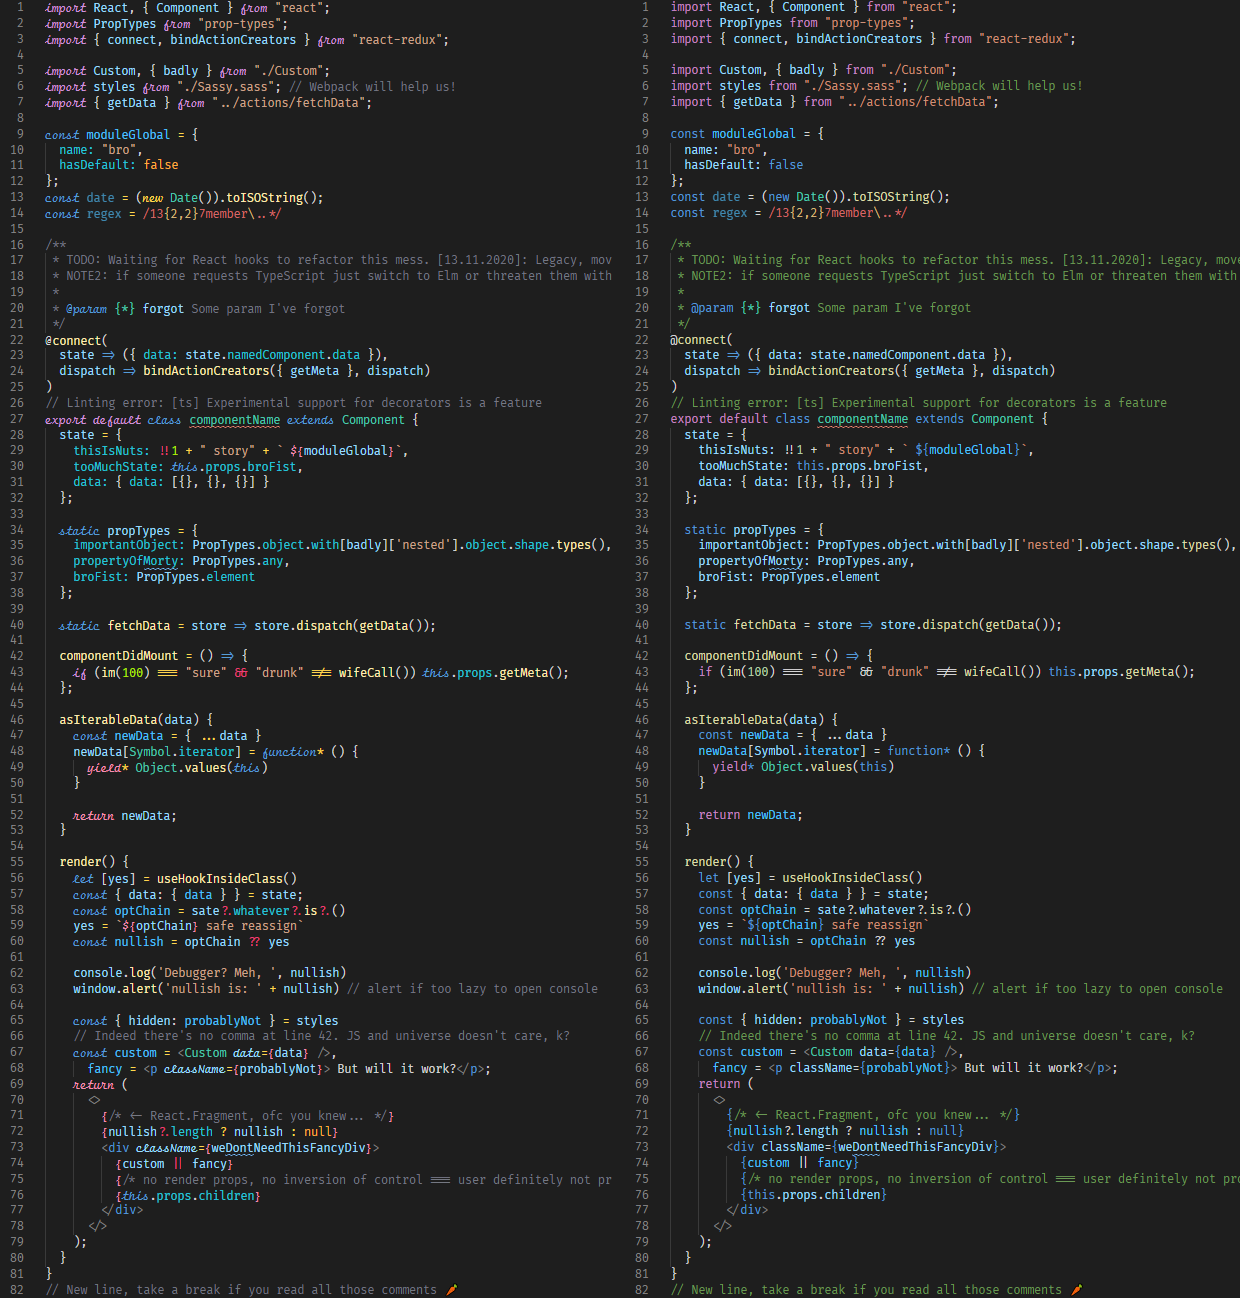 1 import React, { Component } from "react";
2 import PropTypes from "prop-types";
3 import { connect, bindActionCreators } from "react-redux";
4
5 import Custom, { badly } from "./Custom";
6 import styles from "./Sassy.sass"; // Webpack will help us!
7 import { getData } from "../actions/fetchData";
8
9 const moduleGlobal = {
10 name: "bro",
11 hasDefault: false
12 };
13 const date = (new Date()).toISOString();
14 const regex = /13{2,2}7member\..*/
15
16 /**
17 * TODO: Waiting for React hooks to refactor this mess. [13.11.2020]: Legacy, mov
18 * NOTE2: if someone requests TypeScript just switch to Elm or threaten them with
19 *
20 * @param {*} forgot Some param I've forgot
21 */
22 @connect(
23 state => ({ data: state.namedComponent.data }),
24 dispatch => bindActionCreators({ getMeta }, dispatch)
25 )
26 // Linting error: [ts] Experimental support for decorators is a feature
27 export default class componentName extends Component {
28 state = {
29 thisIsNuts: !!1 + " story" + ` ${moduleGlobal}`,
30 tooMuchState: this.props.broFist,
31 data: { data: [{}, {}, {}] }
32 };
33
34 static propTypes = {
35 importantObject: PropTypes.object.with[badly]['nested'].object.shape.types(),
36 propertyOfMorty: PropTypes.any,
37 broFist: PropTypes.element
38 };
39
40 static fetchData = store => store.dispatch(getData());
41
42 componentDidMount = () => {
43 if (im(100) === "sure" && "drunk" !== wifeCall()) this.props.getMeta();
44 };
45
46 asIterableData(data) {
47 const newData = { ...data }
48 newData[Symbol.iterator] = function* () {
49 yield* Object.values(this)
50 }
51
52 return newData;
53 }
54
55 render() {
56 let [yes] = useHookInsideClass()
57 const { data: { data } } = state;
58 const optChain = sate?.whatever?.is?.()
59 yes = `${optChain} safe reassign`
60 const nullish = optChain ?? yes
61
62 console.log('Debugger? Meh, ', nullish)
63 window.alert('nullish is: ' + nullish) // alert if too lazy to open console
64
65 const { hidden: probablyNot } = styles
66 // Indeed there's no comma at line 42. JS and universe doesn't care, k?
67 const custom = <Custom data={data} />,
68 fancy = <p className={probablyNot}> But will it work?</p>;
69 return (
70 <>
71 {/* <- React.Fragment, ofc you knew... */}
72 {nullish?.length ? nullish : null}
73 <div className={weDontNeedThisFancyDiv}>
74 {custom || fancy}
75 {/* no render props, no inversion of control === user definitely not pr
76 {this.props.children}
77 </div>
78 </>
79 );
80 }
81 }
82 // New line, take a break if you read all those comments 🥕
1 import React, { Component } from "react";
2 import PropTypes from "prop-types";
3 import { connect, bindActionCreators } from "react-redux";
4
5 import Custom, { badly } from "./Custom";
6 import styles from "./Sassy.sass"; // Webpack will help us!
7 import { getData } from "../actions/fetchData";
8
9 const moduleGlobal = {
10 name: "bro",
11 hasDefault: false
12 };
13 const date = (new Date()).toISOString();
14 const regex = /13{2,2}7member\..*/
15
16 /**
17 * TODO: Waiting for React hooks to refactor this mess. [13.11.2020]: Legacy, move
18 * NOTE2: if someone requests TypeScript just switch to Elm or threaten them with
19 *
20 * @param {*} forgot Some param I've forgot
21 */
22 @connect(
23 state => ({ data: state.namedComponent.data }),
24 dispatch => bindActionCreators({ getMeta }, dispatch)
25 )
26 // Linting error: [ts] Experimental support for decorators is a feature
27 export default class componentName extends Component {
28 state = {
29 thisIsNuts: !!1 + " story" + ` ${moduleGlobal}`,
30 tooMuchState: this.props.broFist,
31 data: { data: [{}, {}, {}] }
32 };
33
34 static propTypes = {
35 importantObject: PropTypes.object.with[badly]['nested'].object.shape.types(),
36 propertyOfMorty: PropTypes.any,
37 broFist: PropTypes.element
38 };
39
40 static fetchData = store => store.dispatch(getData());
41
42 componentDidMount = () => {
43 if (im(100) === "sure" && "drunk" !== wifeCall()) this.props.getMeta();
44 };
45
46 asIterableData(data) {
47 const newData = { ...data }
48 newData[Symbol.iterator] = function* () {
49 yield* Object.values(this)
50 }
51
52 return newData;
53 }
54
55 render() {
56 let [yes] = useHookInsideClass()
57 const { data: { data } } = state;
58 const optChain = sate?.whatever?.is?.()
59 yes = `${optChain} safe reassign`
60 const nullish = optChain ?? yes
61
62 console.log('Debugger? Meh, ', nullish)
63 window.alert('nullish is: ' + nullish) // alert if too lazy to open console
64
65 const { hidden: probablyNot } = styles
66 // Indeed there's no comma at line 42. JS and universe doesn't care, k?
67 const custom = <Custom data={data} />,
68 fancy = <p className={probablyNot}> But will it work?</p>;
69 return (
70 <>
71 {/* <- React.Fragment, ofc you knew... */}
72 {nullish?.length ? nullish : null}
73 <div className={weDontNeedThisFancyDiv}>
74 {custom || fancy}
75 {/* no render props, no inversion of control === user definitely not pro
76 {this.props.children}
77 </div>
78 </>
79 );
80 }
81 }
82 // New line, take a break if you read all those comments 🥕